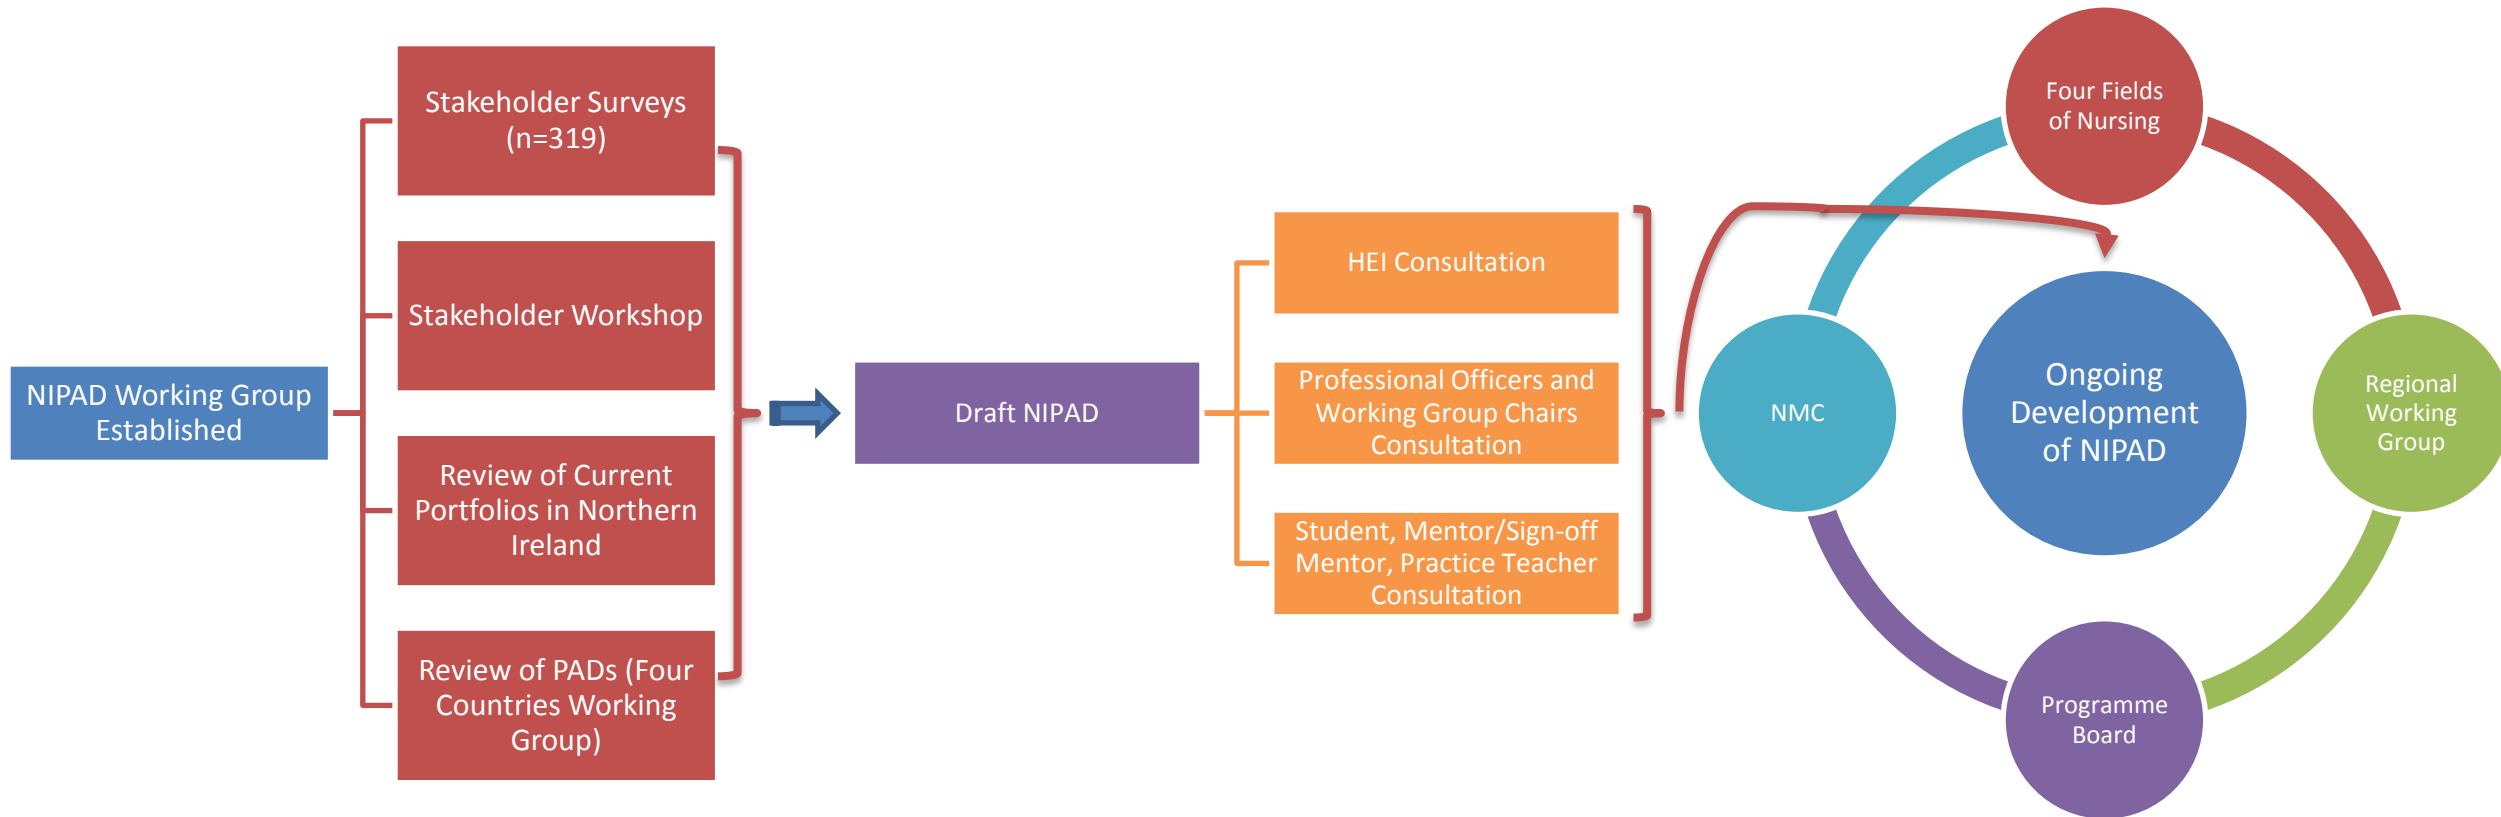 NIPAD Working Group
Established
Stakeholder Surveys
(n=319)
Stakeholder Workshop
Review of Current
Portfolios in Northern
Ireland
Review of PADs (Four
Countries Working
Group)
Draft NIPAD
HEI Consultation
Professional Officers and
Working Group Chairs
Consultation
Student, Mentor/Sign-off
Mentor, Practice Teacher
Consultation
Four Fields
of Nursing
NMC
Ongoing
Development
of NIPAD
Regional
Working
Group
Programme
Board